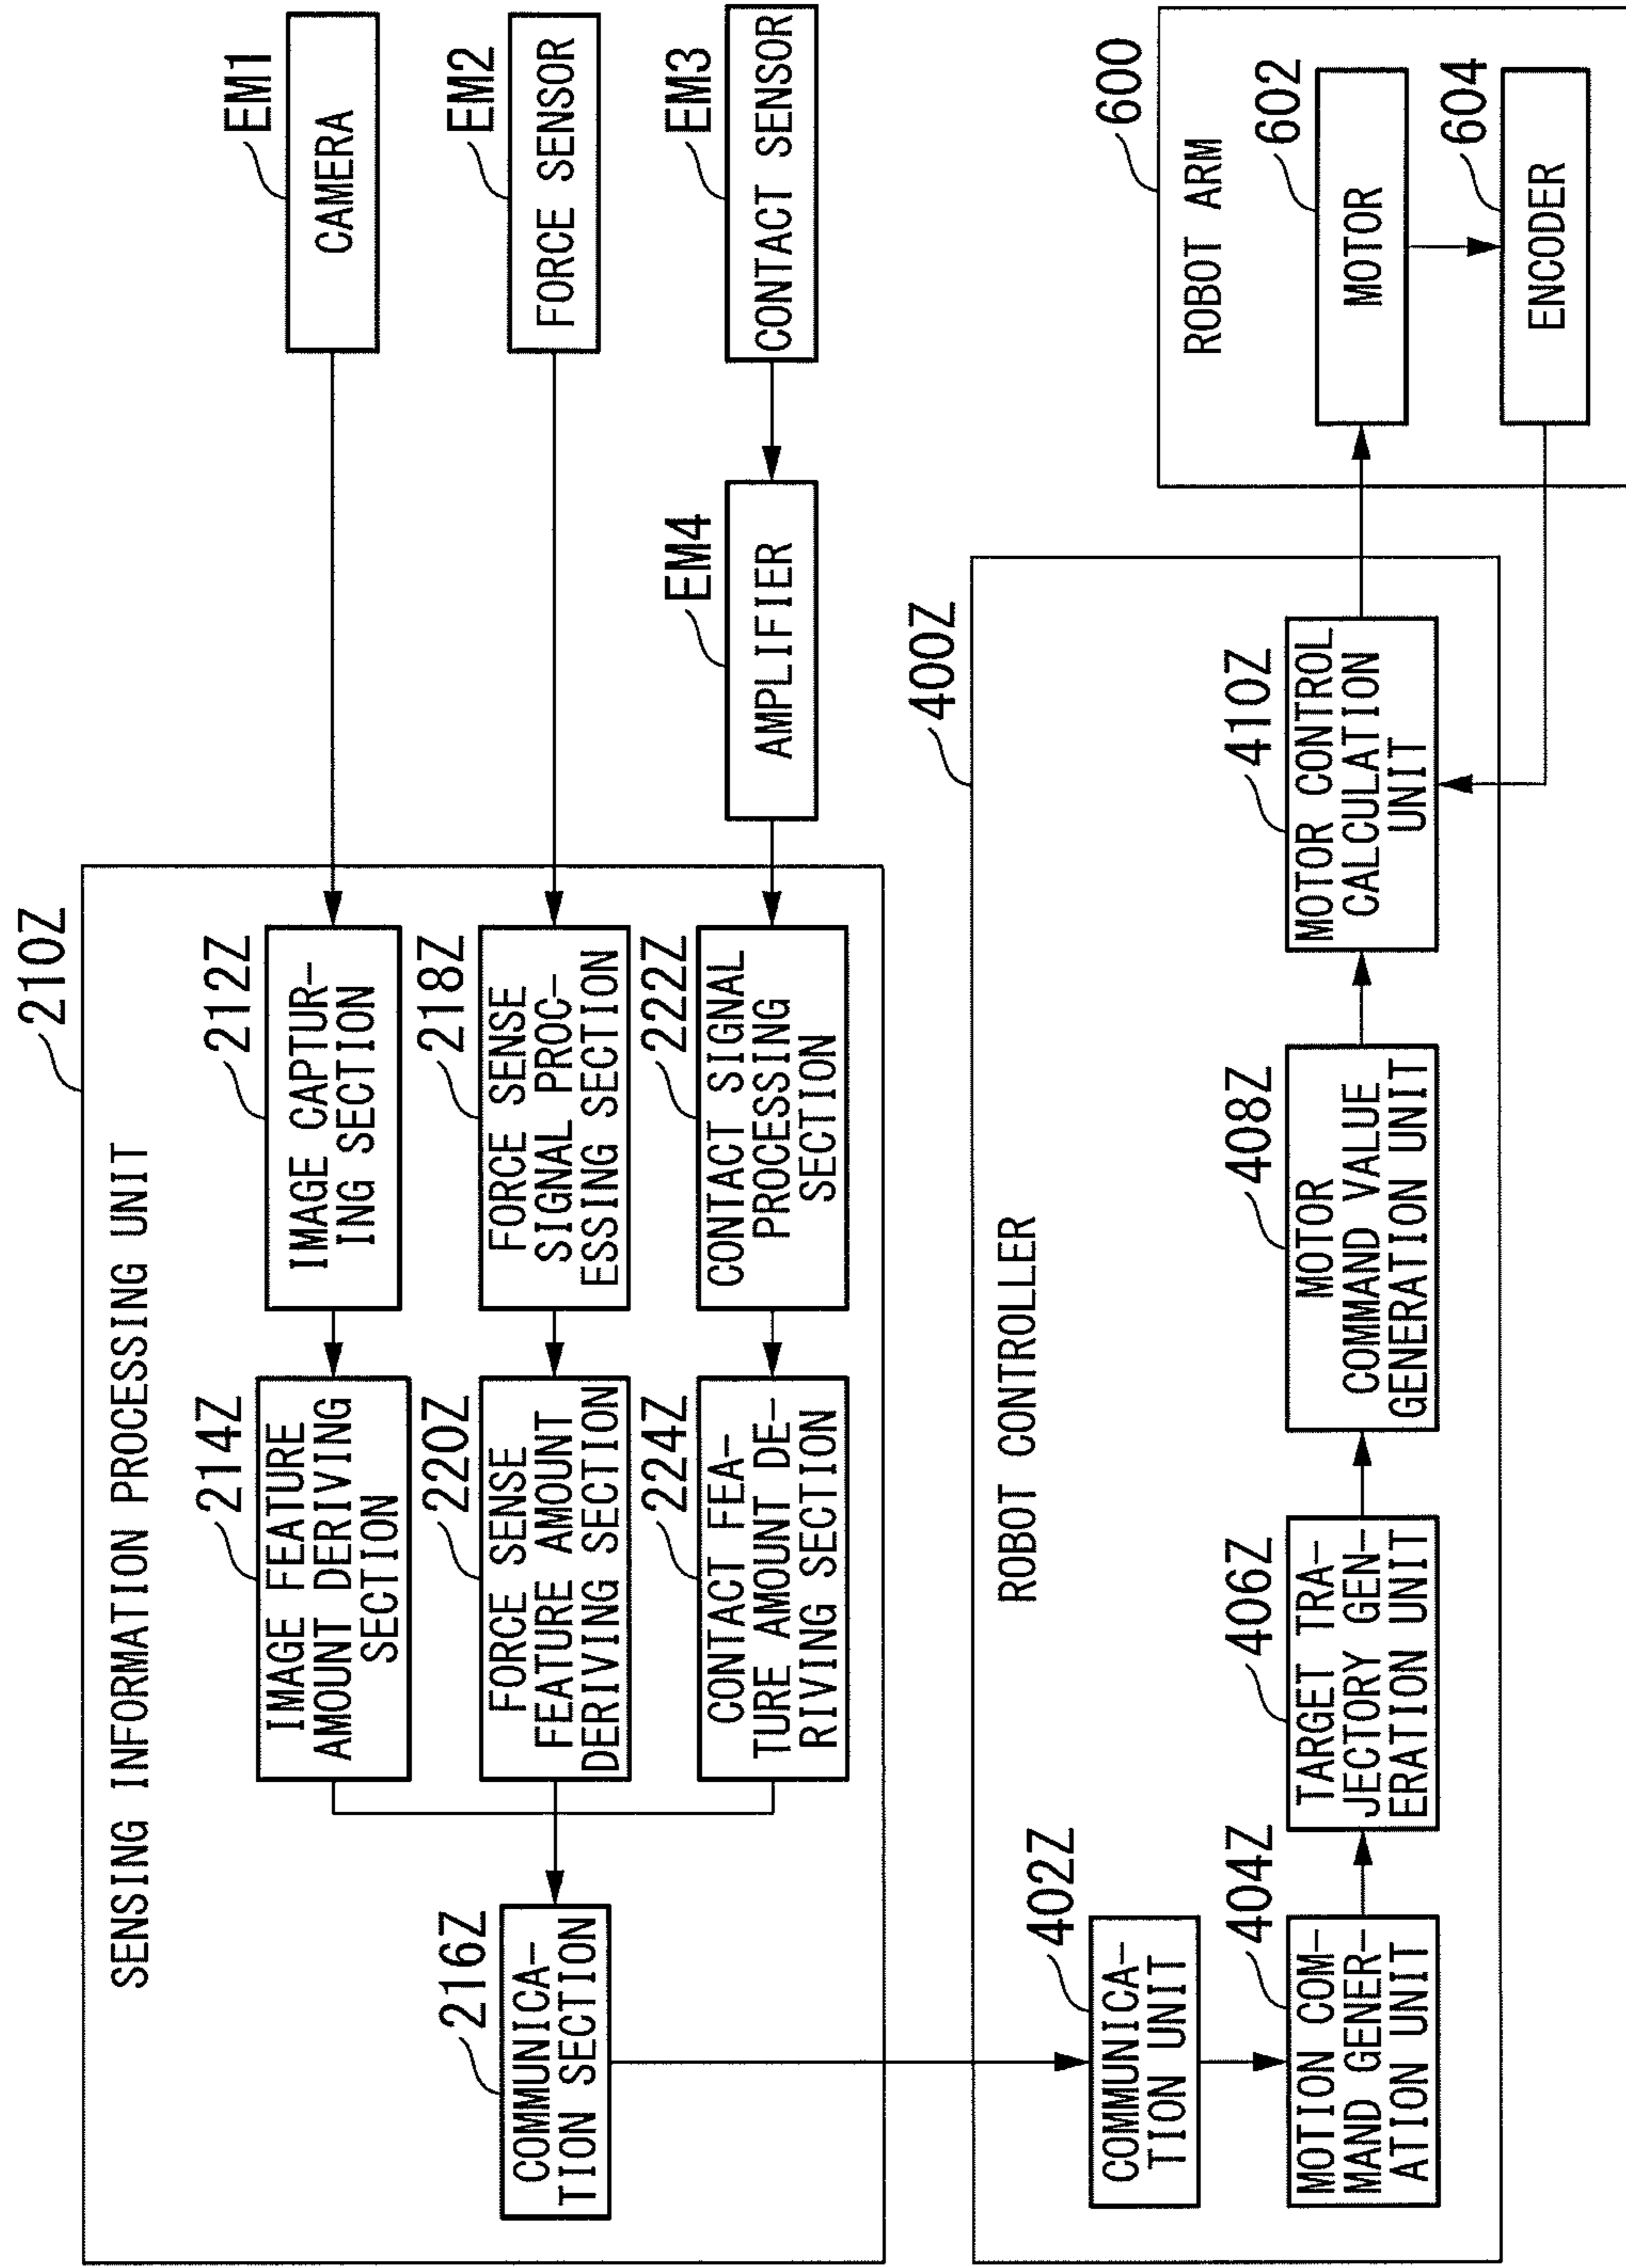 210Z
SENSING INFORMATION PROCESSING UNIT
216Z
COMMUNICA-
TION SECTION
214Z
IMAGE FEATURE
AMOUNT DERIVING
SECTION
212Z
IMAGE CAPTUR-
ING SECTION
EM1
CAMERA
220Z
FORCE SENSE
FEATURE AMOUNT
DERIVING SECTION
218Z
FORCE SENSE
SIGNAL PROC-
ESSING SECTION
EM2
FORCE SENSOR
224Z
CONTACT FEA-
TURE AMOUNT DE-
RIVING SECTION
222Z
CONTACT SIGNAL
PROCESSING
SECTION
EM4
AMPLIFIER
EM3
CONTACT SENSOR
400Z
ROBOT CONTROLLER
402Z
COMMUNICA-
TION UNIT
404Z
MOTION COM-
MAND GENER-
ATION UNIT
406Z
TARGET TRA-
JECTORY GEN-
ERATION UNIT
408Z
MOTOR
COMMAND VALUE
GENERATION UNIT
410Z
MOTOR CONTROL
CALCULATION
UNIT
600
ROBOT ARM
602
MOTOR
604
ENCODER